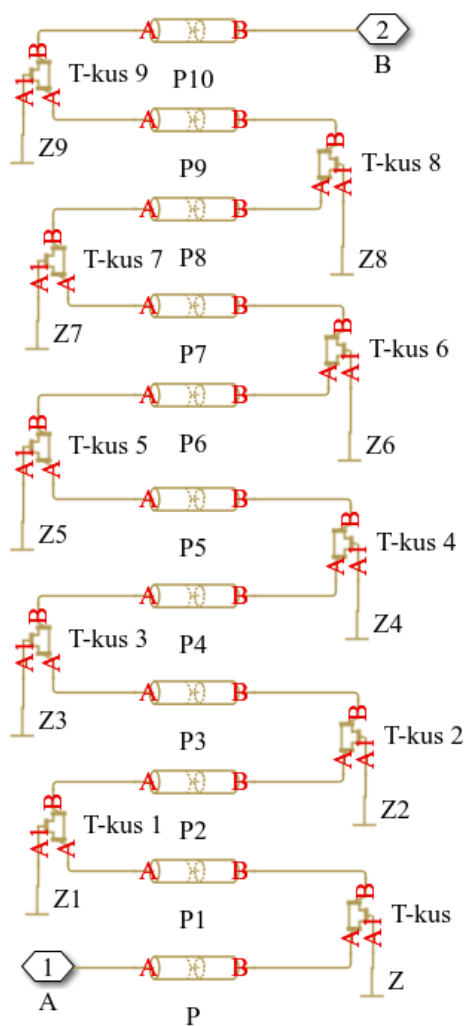 A B 2
B
B
T-kus 9
P10
A1 A
Z9
A B
B
P9
T-kus 8
A A1
A B
B
P8
Z8
T-kus 7
A1 A
Z7
A B
B
P7
T-kus 6
A A1
A B
B
P6
Z6
T-kus 5
A1 A
Z5
A B
B
P5
T-kus 4
A A1
A B
B
P4
Z4
T-kus 3
A1 A
Z3
A B
B
P3
T-kus 2
A A1
A B
B
P2
Z2
T-kus 1
A1 A
Z1
A B
B
P1
T-kus
A A1
1 A B
A
Z
P